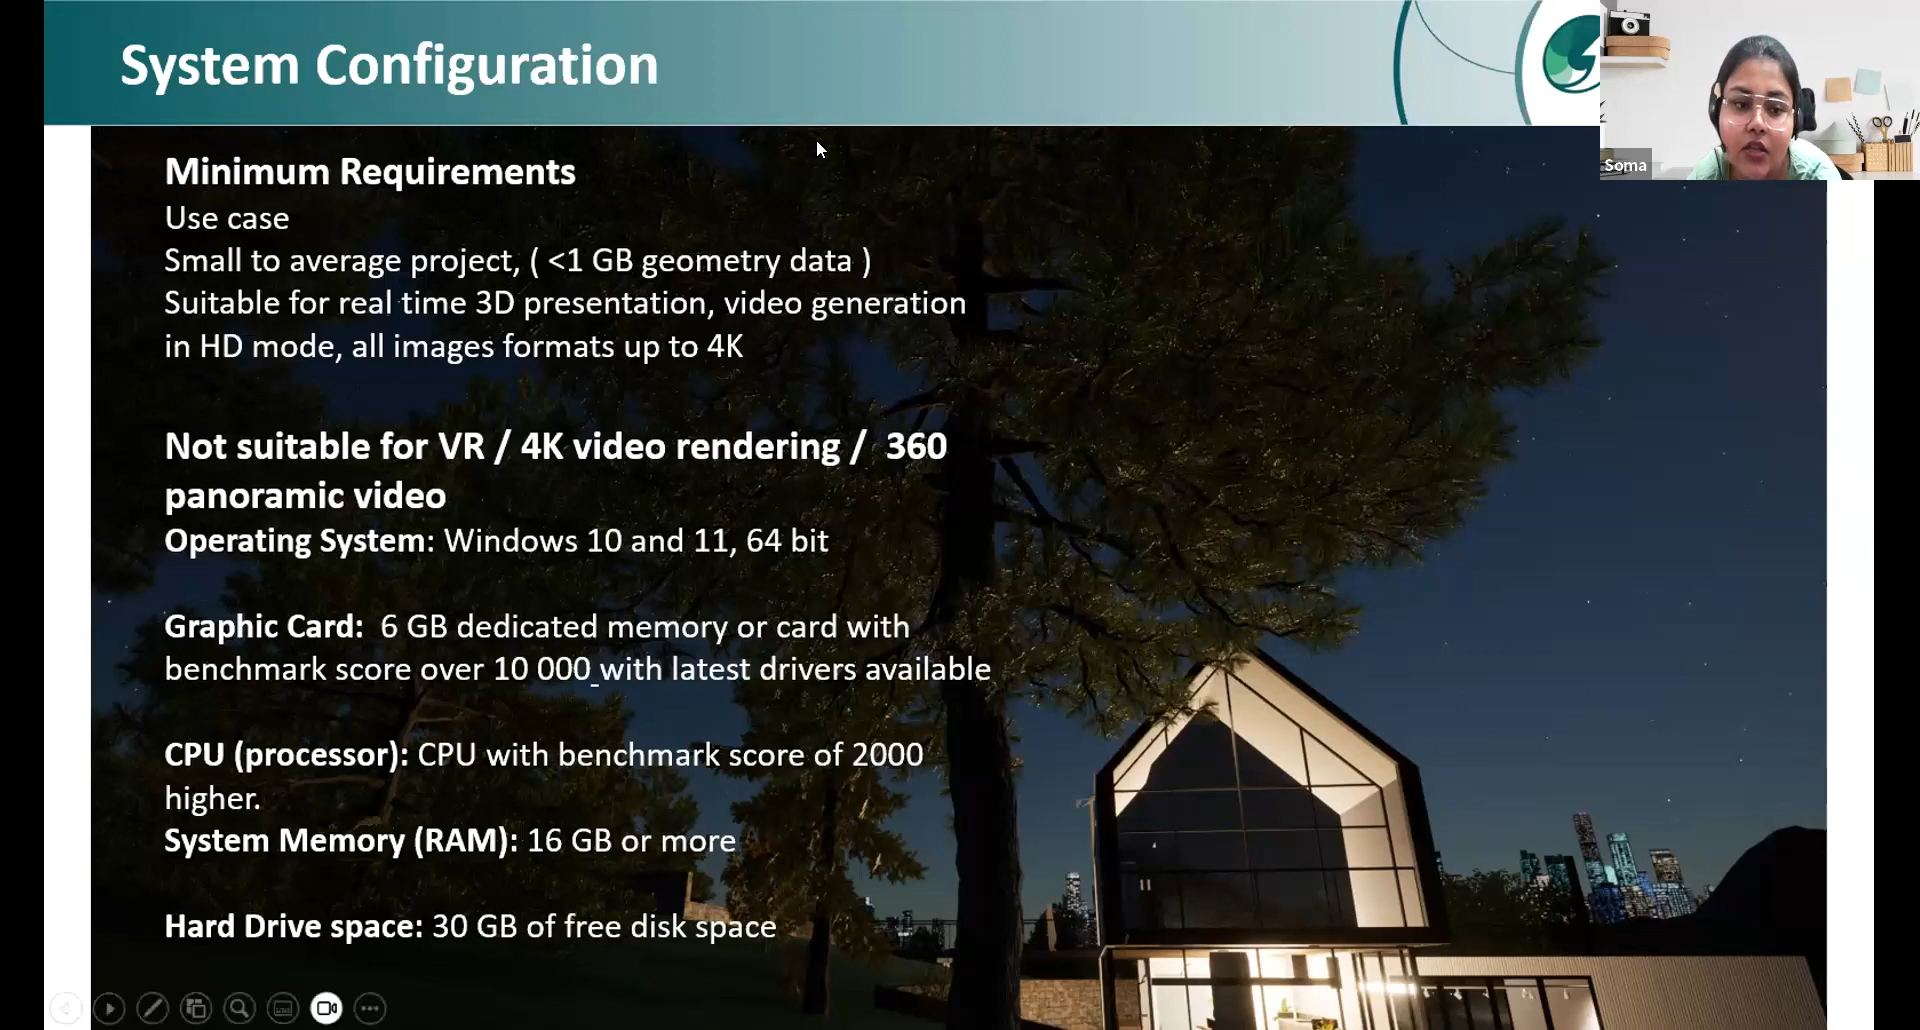 System Configuration
Soma
Minimum Requirements
Use case
Small to average project, ( <1 GB geometry data )
Suitable for real time 3D presentation, video generation
in HD mode, all images formats up to 4K
Not suitable for VR / 4K video rendering /  360
panoramic video
Operating System: Windows 10 and 11, 64 bit
Graphic Card:  6 GB dedicated memory or card with
benchmark score over 10 000 with latest drivers available
CPU (processor): CPU with benchmark score of 2000
higher.
System Memory (RAM): 16 GB or more
Hard Drive space: 30 GB of free disk space